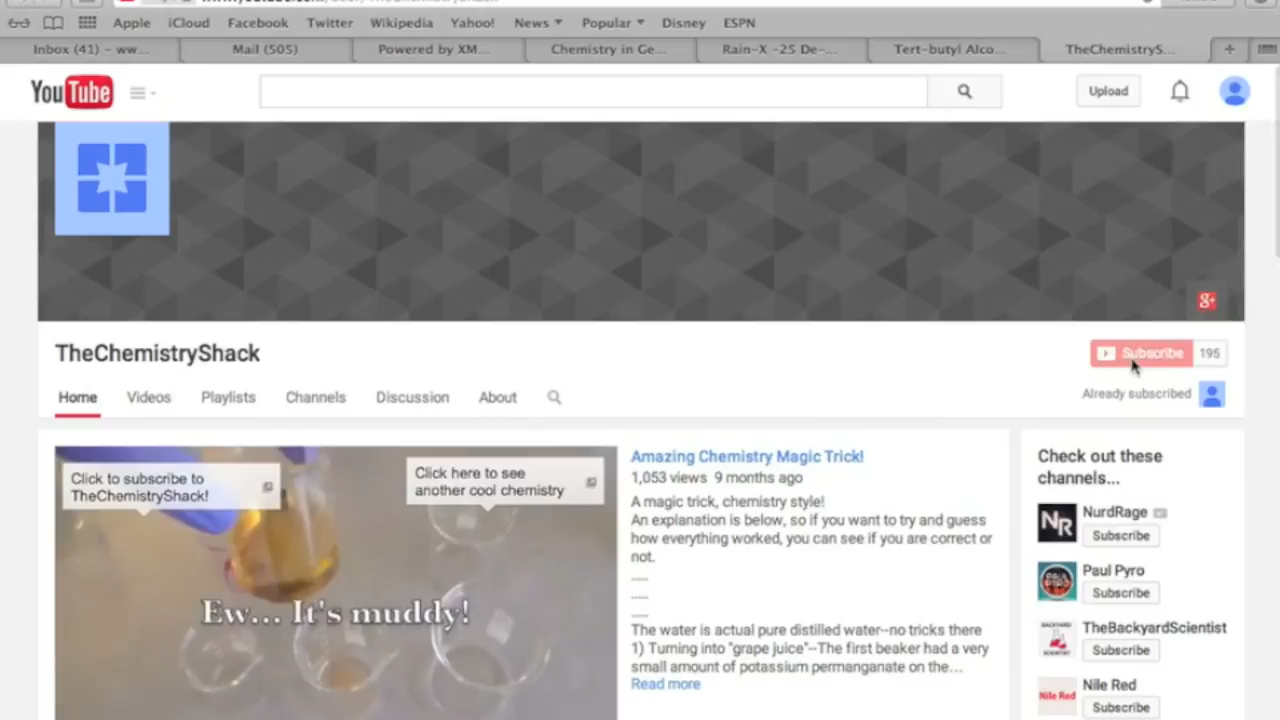 Apple iCloud Facebook Twitter Wikipedia Yahoo! News Popular Disney ESPN
Inbox (41) – ww... Mail (505) Powered by XM... Chemistry in Ge... Rain-X -25 De-... Tert-butyl Alco... TheChemistryS...
YouTube Upload
g+
TheChemistryShack
Subscribe 195
Already subscribed
Home Videos Playlists Channels Discussion About
Click to subscribe to
TheChemistryShack!
Click here to see
another cool chemistry
Ew... It's muddy!
Amazing Chemistry Magic Trick!
1,053 views 9 months ago
A magic trick, chemistry style!
An explanation is below, so if you want to try and guess
how everything worked, you can see if you are correct or
not.
.....
.....
.....
The water is actual pure distilled water--no tricks there
1) Turning into "grape juice"--The first beaker had a very
small amount of potassium permanganate on the...
Read more
Check out these
channels...
NR
NurdRage
Subscribe
Paul Pyro
Subscribe
BACKYARD
SCIENTIST
TheBackyardScientist
Subscribe
Nile Red
Nile Red
Subscribe